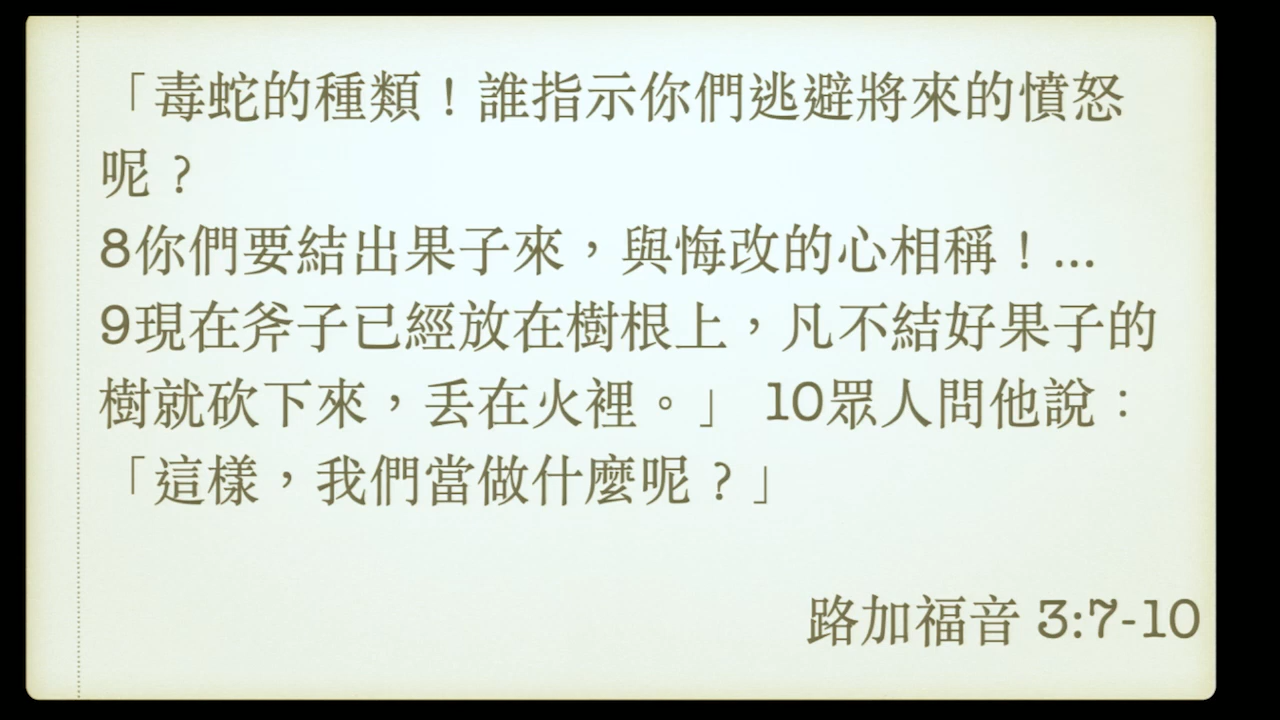 「毒蛇的種類！誰指示你們逃避將來的憤怒
呢？
8你們要結出果子來，與悔改的心相稱！...
9現在斧子已經放在樹根上，凡不結好果子的
樹就砍下來，丟在火裡。」 10眾人問他說：
「這樣，我們當做什麼呢？」
路加福音 3:7-10